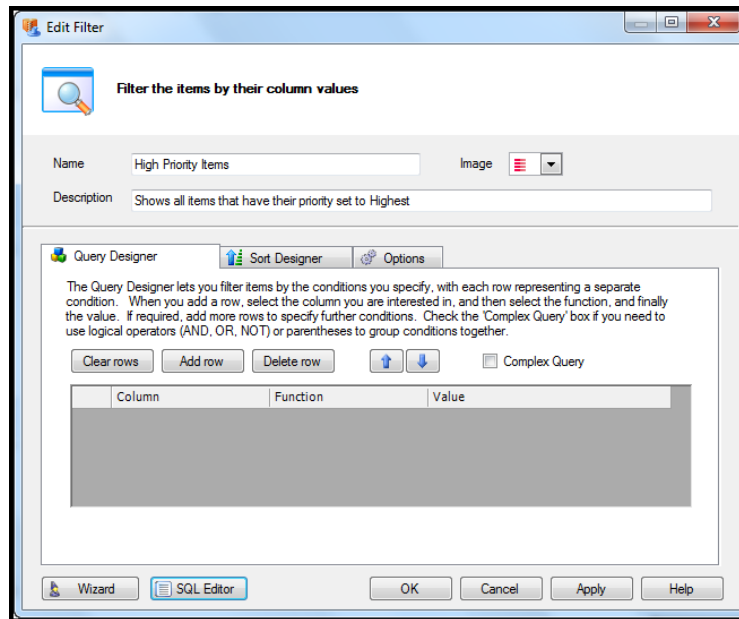 Edit Filter
Filter the items by their column values
Name
High Priority Items
Image
Description
Shows all items that have their priority set to Highest
Query Designer
Sort Designer
Options
The Query Designer lets you filter items by the conditions you specify, with each row representing a separate
condition. When you add a row, select the column you are interested in, and then select the function, and finally
the value. If required, add more rows to specify further conditions. Check the 'Complex Query' box if you need to
use logical operators (AND, OR, NOT) or parentheses to group conditions together.
Clear rows
Add row
Delete row
Complex Query
Column
Function
Value
Wizard
SQL Editor
OK
Cancel
Apply
Help